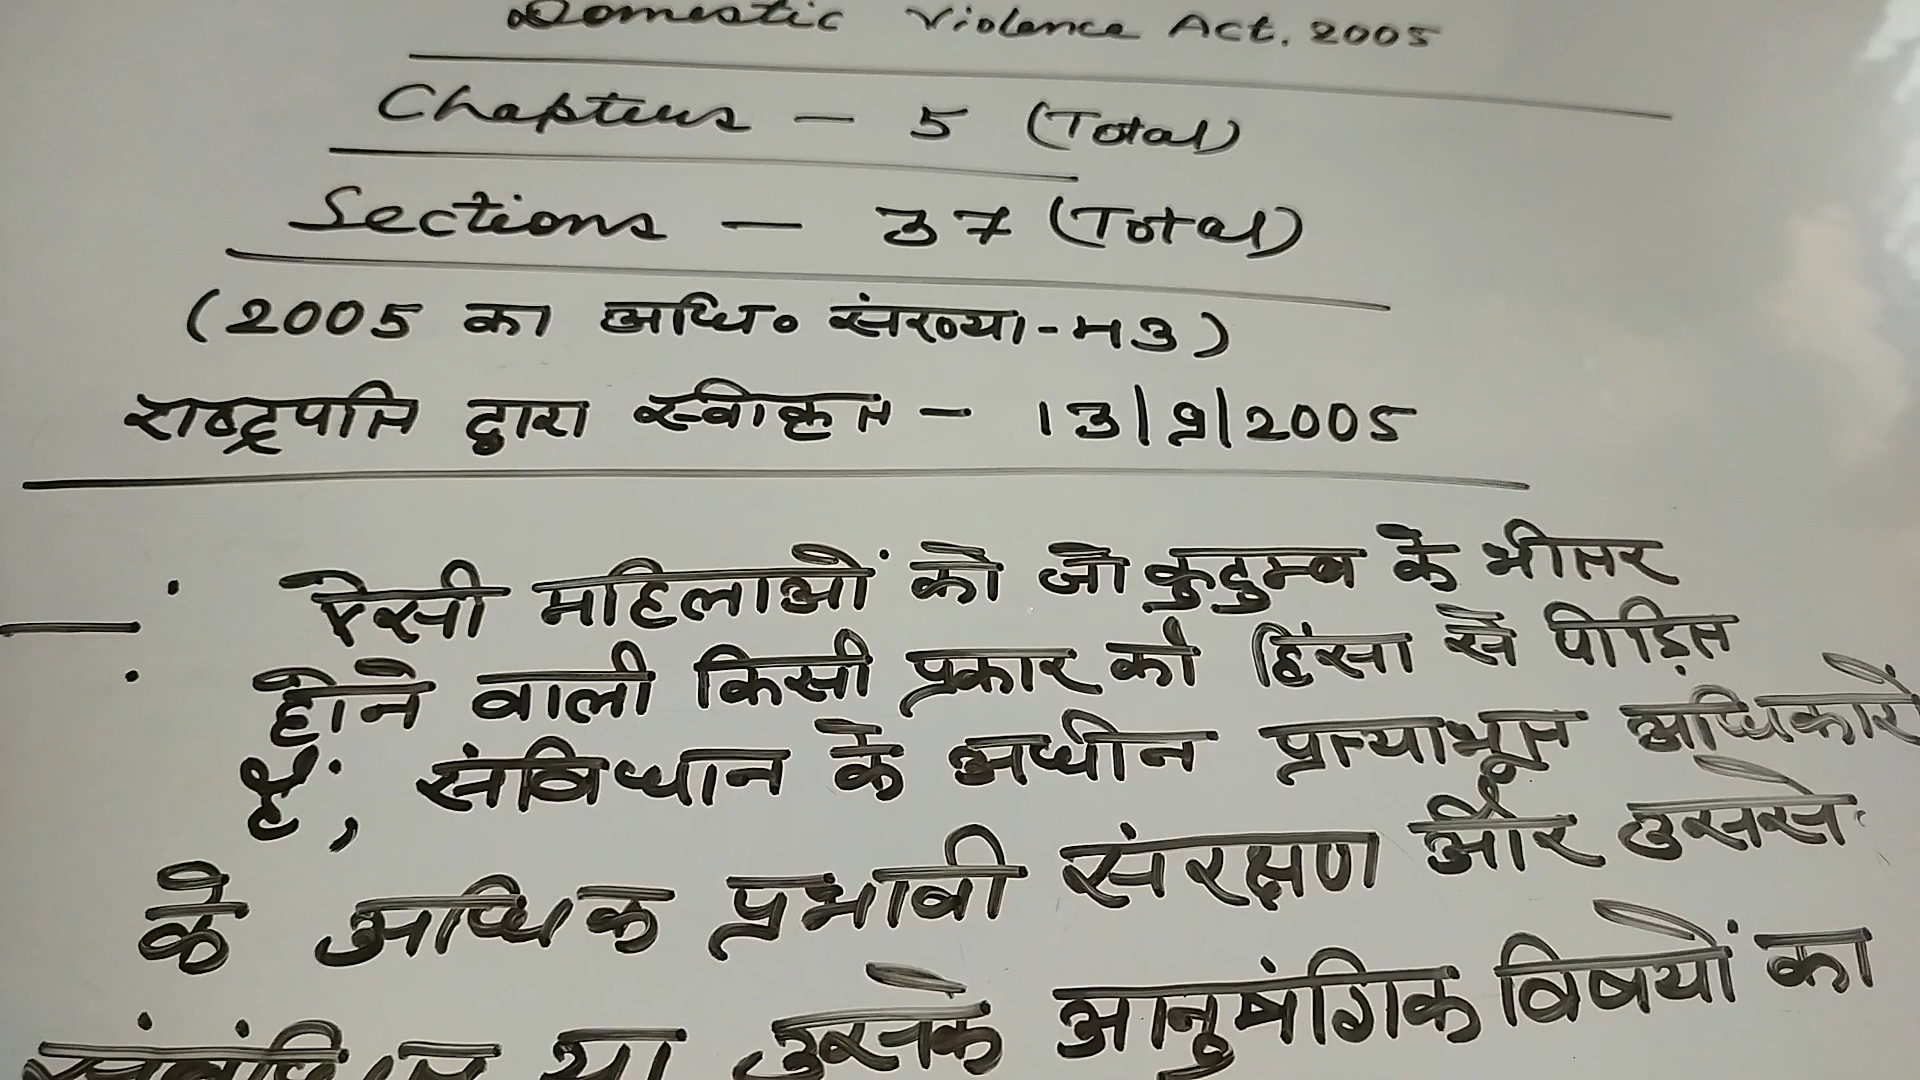 Domestic Violence Act. 2005
Chapters — 5 (Total)
Sections — 37 (Total)
(2005 का अधि० संख्या-43)
राष्ट्रपति द्वारा स्वीकृत — 13/9/2005
ऐसी महिलाओं को जो कुटुम्ब के भीतर
होने वाली किसी प्रकार की हिंसा से पीड़ित
हैं, संविधान के अधीन प्रत्याभूत अधिकारों
के अधिक प्रभावी संरक्षण और उससे
संबंधित या उसके आनुषंगिक विषयों का